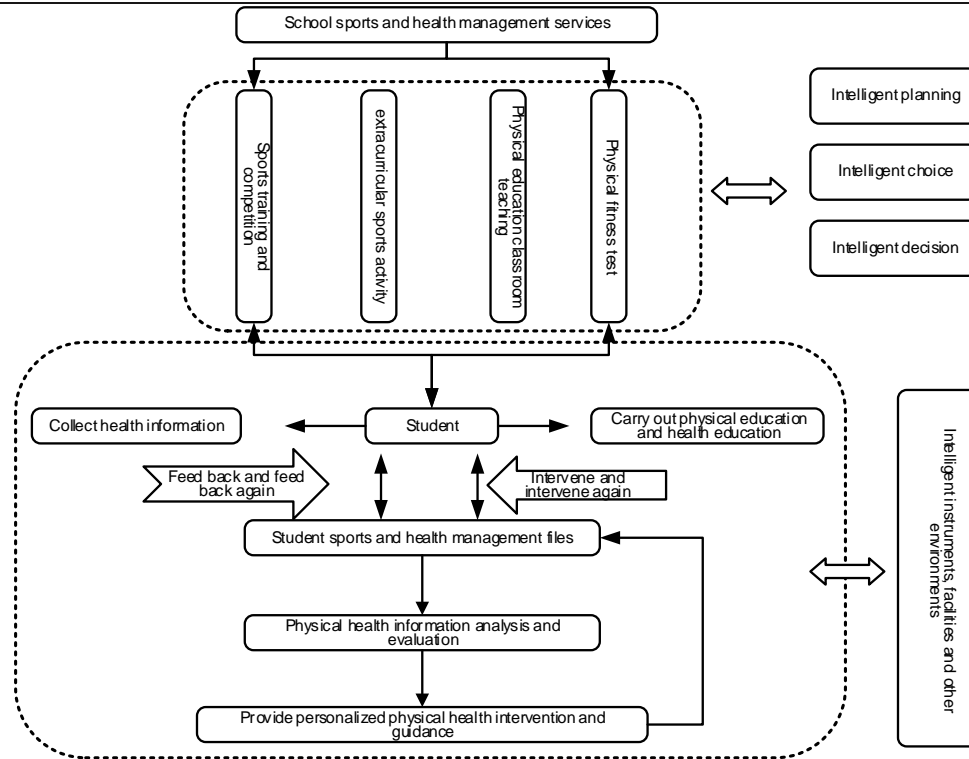 School sports and health management services
Sports training and
competition
extracurricular sports activity
Physical education classroom
teaching
Physical fitness test
Intelligent planning
Intelligent choice
Intelligent decision
Collect health information
Student
Carry out physical education
and health education
Feed back and feed
back again
Intervene and
intervene again
Student sports and health management files
Physical health information analysis and
evaluation
Provide personalized physical health intervention and
guidance
Intelligent instruments, facilities and other
environments